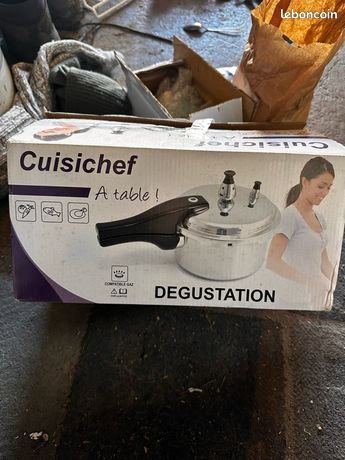 leboncoin
Cuisichef
Cuisichef
A table !
A
COMPATIBLE GAZ
DEGUSTATION